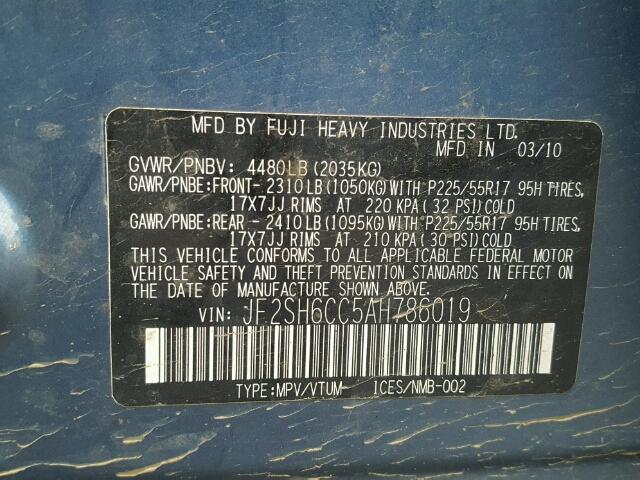 MFD BY FUJI HEAVY INDUSTRIES LTD.
MFD IN 03/10
GVWR/PNBV: 4480LB (2035KG)
GAWR/PNBE:FRONT- 2310LB(1050KG)WITH P225/55R17 95H TIRES,
17X7JJ RIMS AT 220 KPA(32 PSI)COLD
GAWR/PNBE:REAR -2410LB(1095KG)WITH P225/55R17 95H TIRES,
17X7JJ RIMS AT 210 KPA(30 PSI)COLD
THIS VEHICLE CONFORMS TO ALL APPLICABLE FEDERAL MOTOR
VEHICLE SAFETY AND THEFT PREVENTION STANDARDS IN EFFECT ON
THE DATE OF MANUFACTURE SHOWN ABOVE.
VIN: JF2SH6CC5AH786019
TYPE:MPV/VTUM ICES/NMB-002